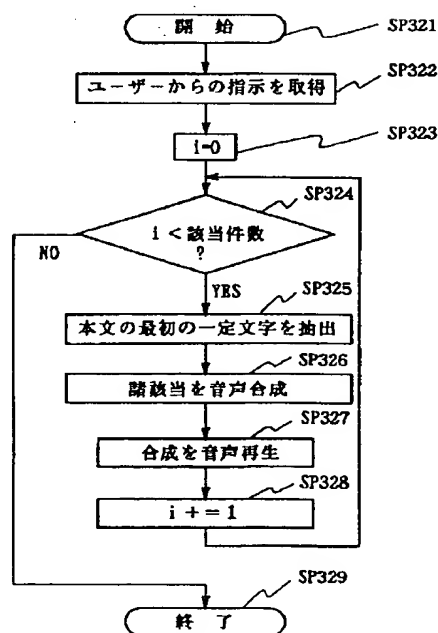 開始
SP321
SP322
ユーザーからの指示を取得
SP323
i=0
SP324
i < 該当件数
?
NO
YES
SP325
本文の最初の一定文字を抽出
SP326
諸該当を音声合成
SP327
合成を音声再生
SP328
i += 1
SP329
終了